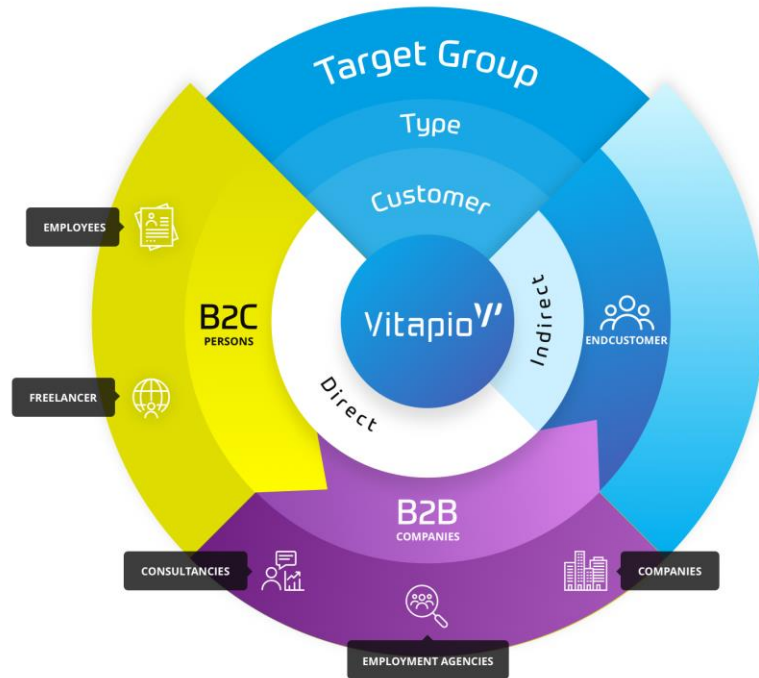 Target Group
Type
Customer
Vitapio
Indirect
Direct
EMPLOYEES
B2C
PERSONS
ENDCUSTOMER
FREELANCER
B2B
COMPANIES
CONSULTANCIES
COMPANIES
EMPLOYMENT AGENCIES